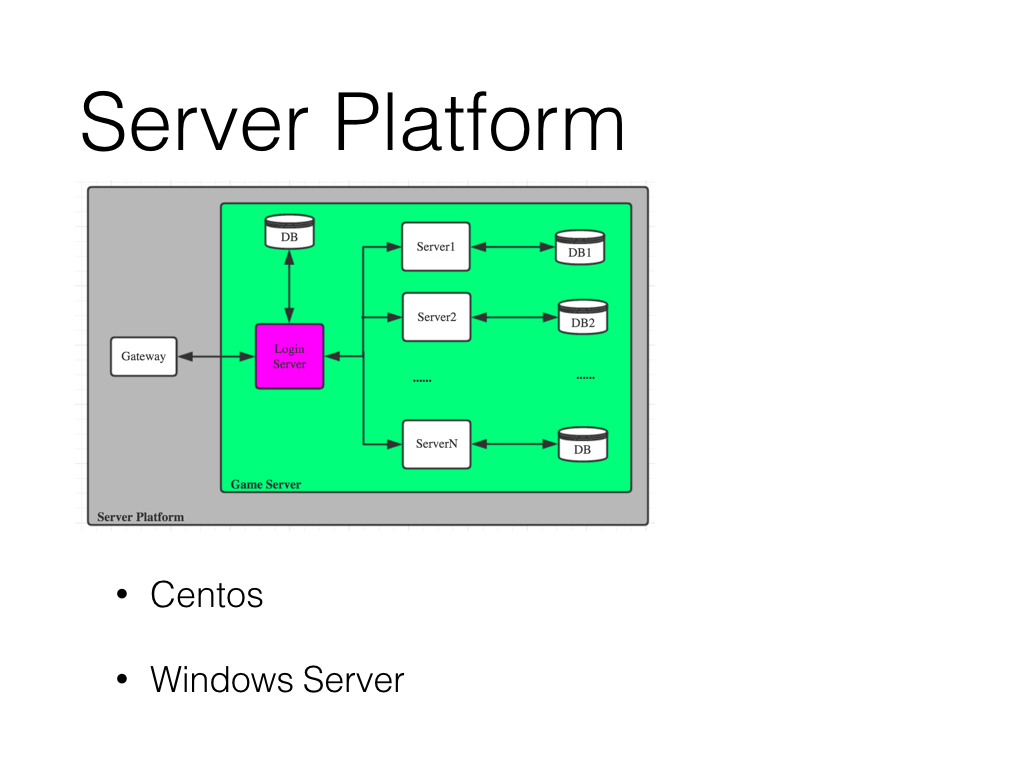 Server Platform
DB
Server1
DB1
Server2
DB2
Gateway
Login
Server
......
......
ServerN
DB
Game Server
Server Platform
• Centos
• Windows Server